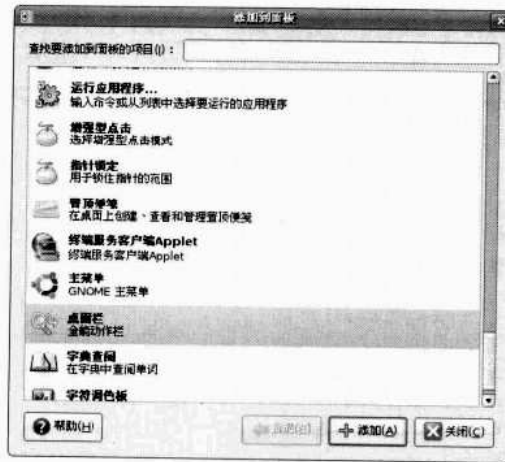 添加到面板
查找要添加到面板的项目(I)：
运行应用程序...
输入命令或从列表中选择要运行的应用程序
增强型点击
选择增强型点击模式
指针锁定
用于锁住指针的范围
置顶便笺
在桌面上创建、查看和管理置顶便笺
终端服务客户端Applet
终端服务客户端Applet
主菜单
GNOME 主菜单
桌面栏
全能动作栏
字典查阅
在字典中查阅单词
字符调色板
帮助(H)
后退(B)
添加(A)
关闭(C)